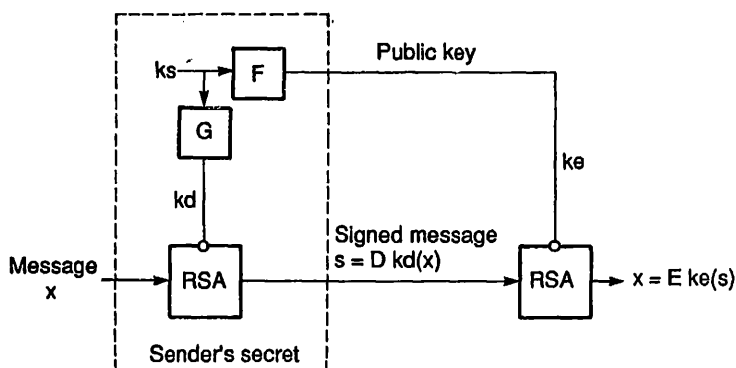 Public key
ks
F
G
ke
kd
Signed message
s = D kd(x)
Message
x
RSA
RSA
x = E ke(s)
Sender's secret